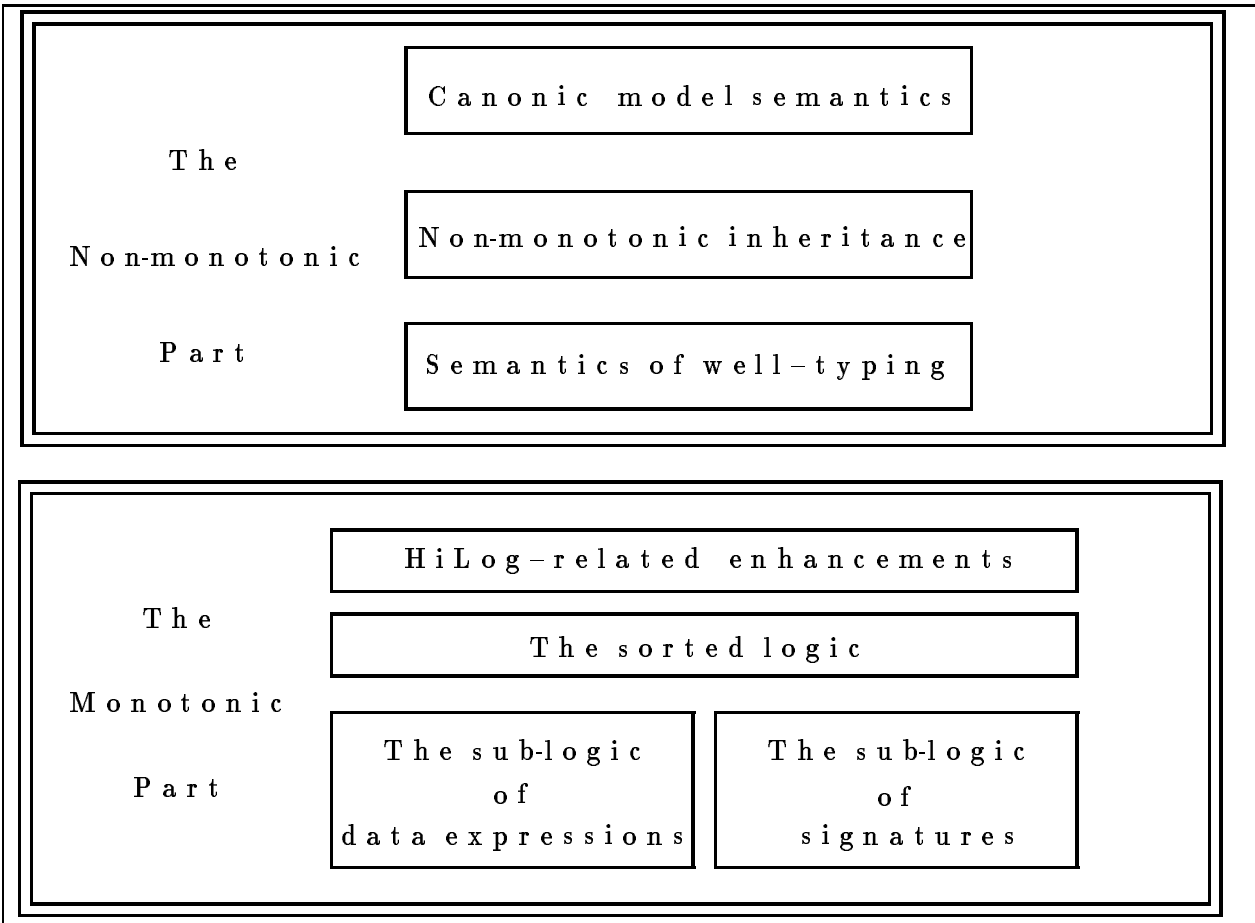 Canonic model semantics
The
Non-monotonic inheritance
Non-monotonic
Part
Semantics of well–typing
HiLog–related enhancements
The
The sorted logic
Monotonic
Part
The sub-logic
of
data expressions
The sub-logic
of
signatures